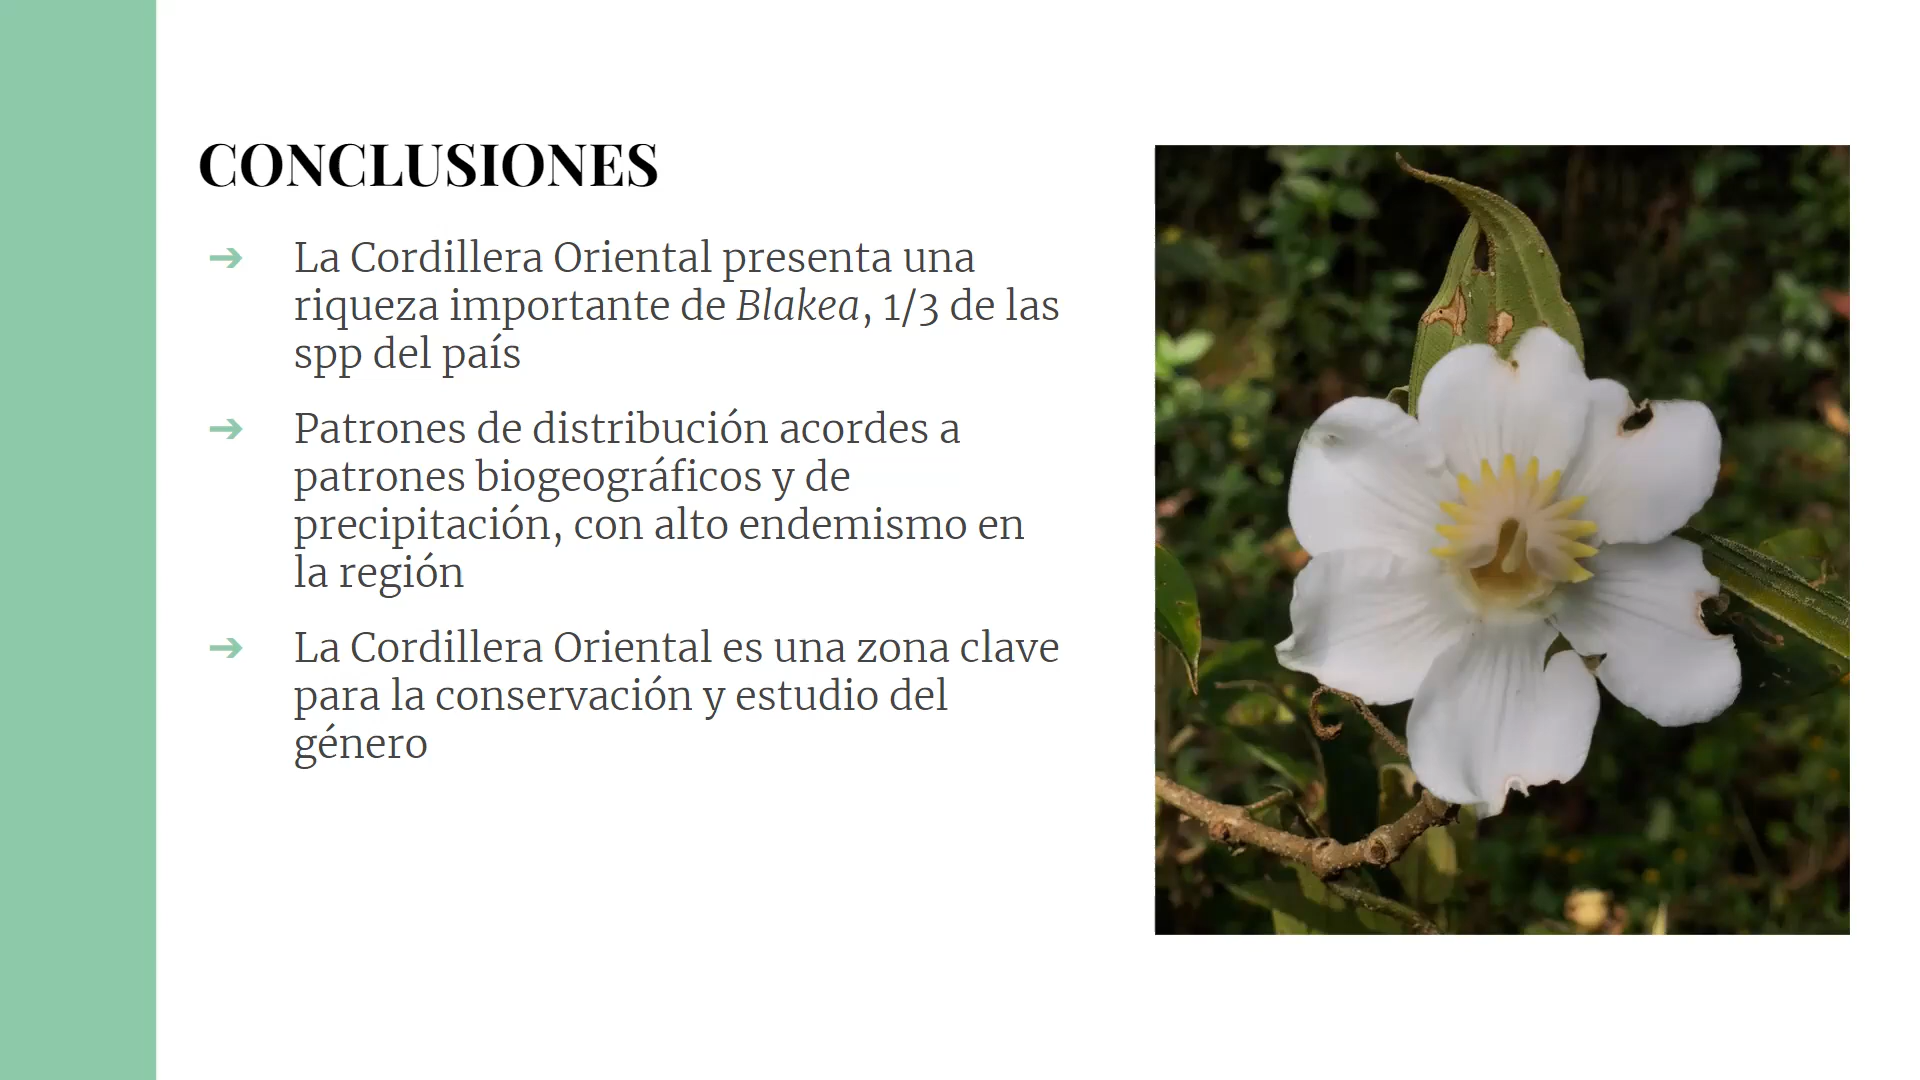 CONCLUSIONES
➔ La Cordillera Oriental presenta una
riqueza importante de Blakea, 1/3 de las
spp del país
➔ Patrones de distribución acordes a
patrones biogeográficos y de
precipitación, con alto endemismo en
la región
➔ La Cordillera Oriental es una zona clave
para la conservación y estudio del
género